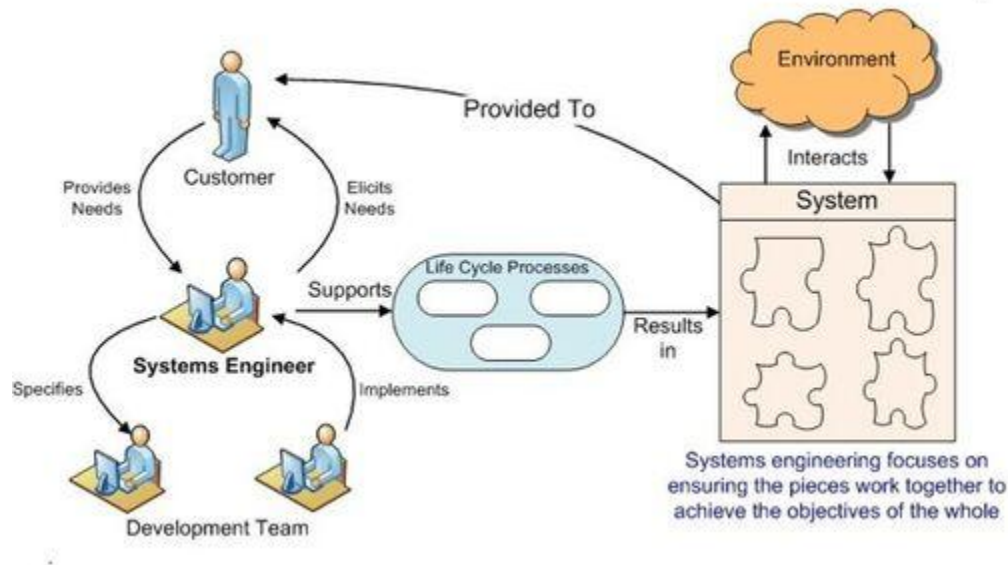 Environment
Provided To
Interacts
Customer
Provides
Needs
Elicits
Needs
System
Life Cycle Processes
Supports
Results
in
Systems Engineer
Specifies
Implements
Development Team
Systems engineering focuses on
ensuring the pieces work together to
achieve the objectives of the whole